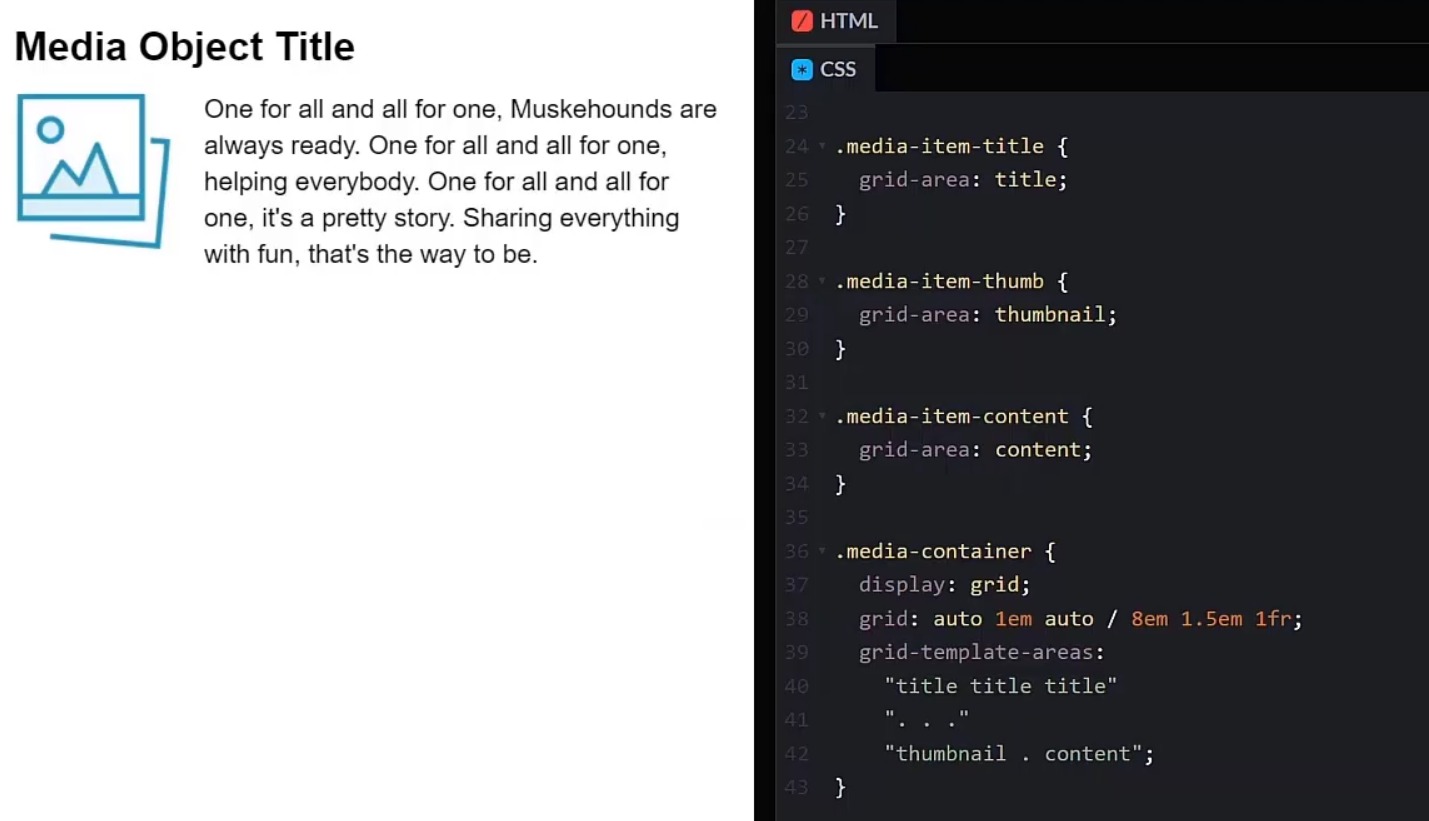 Media Object Title
One for all and all for one, Muskehounds are
always ready. One for all and all for one,
helping everybody. One for all and all for
one, it's a pretty story. Sharing everything
with fun, that's the way to be.
HTML
CSS
23
24 .media-item-title {
25 grid-area: title;
26 }
27
28 .media-item-thumb {
29 grid-area: thumbnail;
30 }
31
32 .media-item-content {
33 grid-area: content;
34 }
35
36 .media-container {
37 display: grid;
38 grid: auto 1em auto / 8em 1.5em 1fr;
39 grid-template-areas:
40 "title title title"
41 ". . ."
42 "thumbnail . content";
43 }